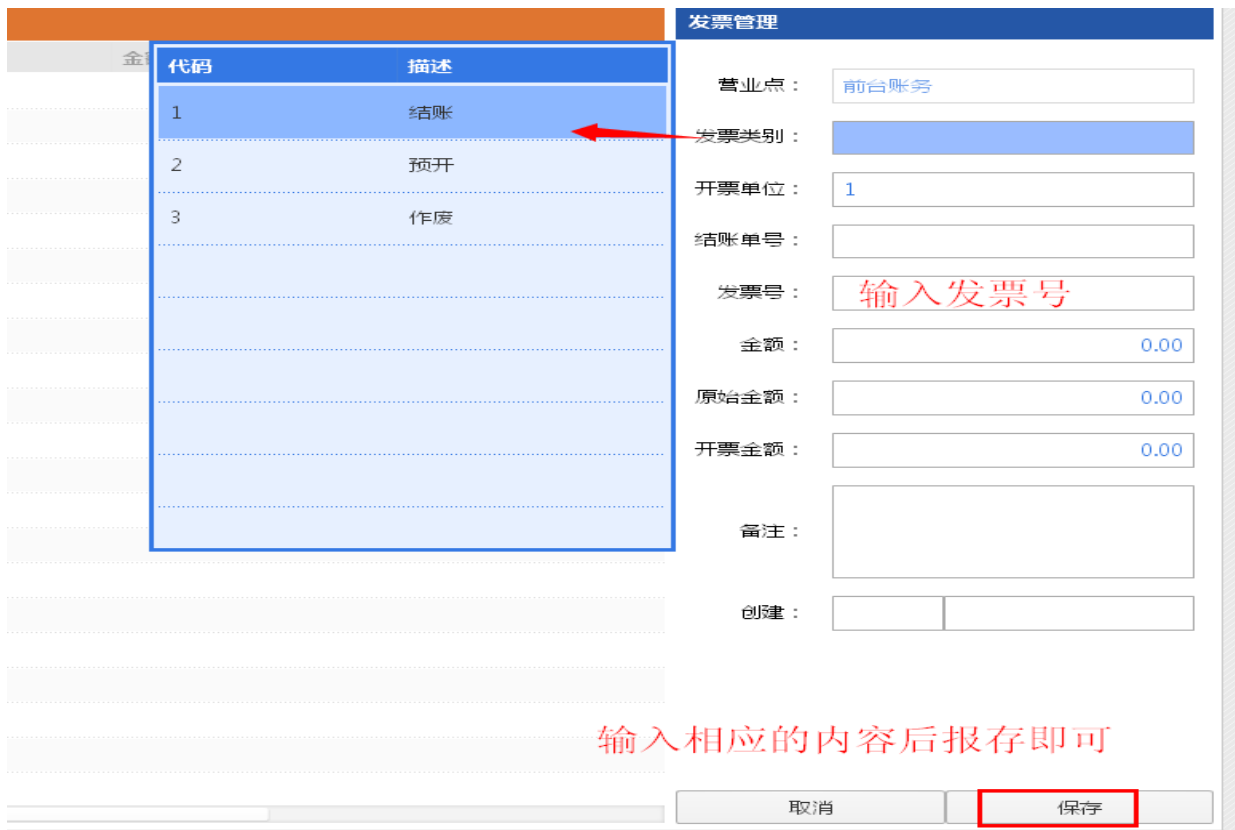 发票管理
金
代码 描述
1 结账
2 预开
3 作废
营业点：
前台账务
发票类别：
开票单位：
1
结账单号：
发票号：
输入发票号
金额：
0.00
原始金额：
0.00
开票金额：
0.00
备注：
创建：
输入相应的内容后报存即可
取消
保存